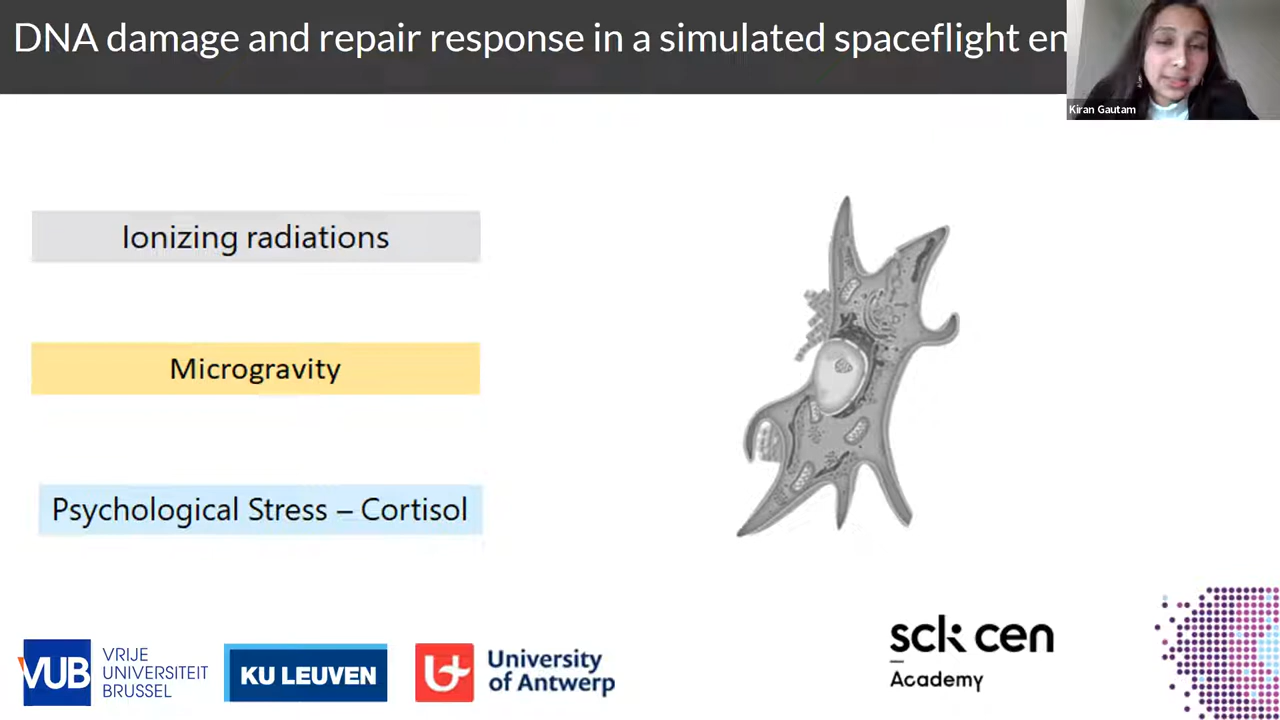 DNA damage and repair response in a simulated spaceflight en
Kiran Gautam
Ionizing radiations
Microgravity
Psychological Stress – Cortisol
VUB
VRIJE
UNIVERSITEIT
BRUSSEL
KU LEUVEN
University
of Antwerp
sck cen
Academy